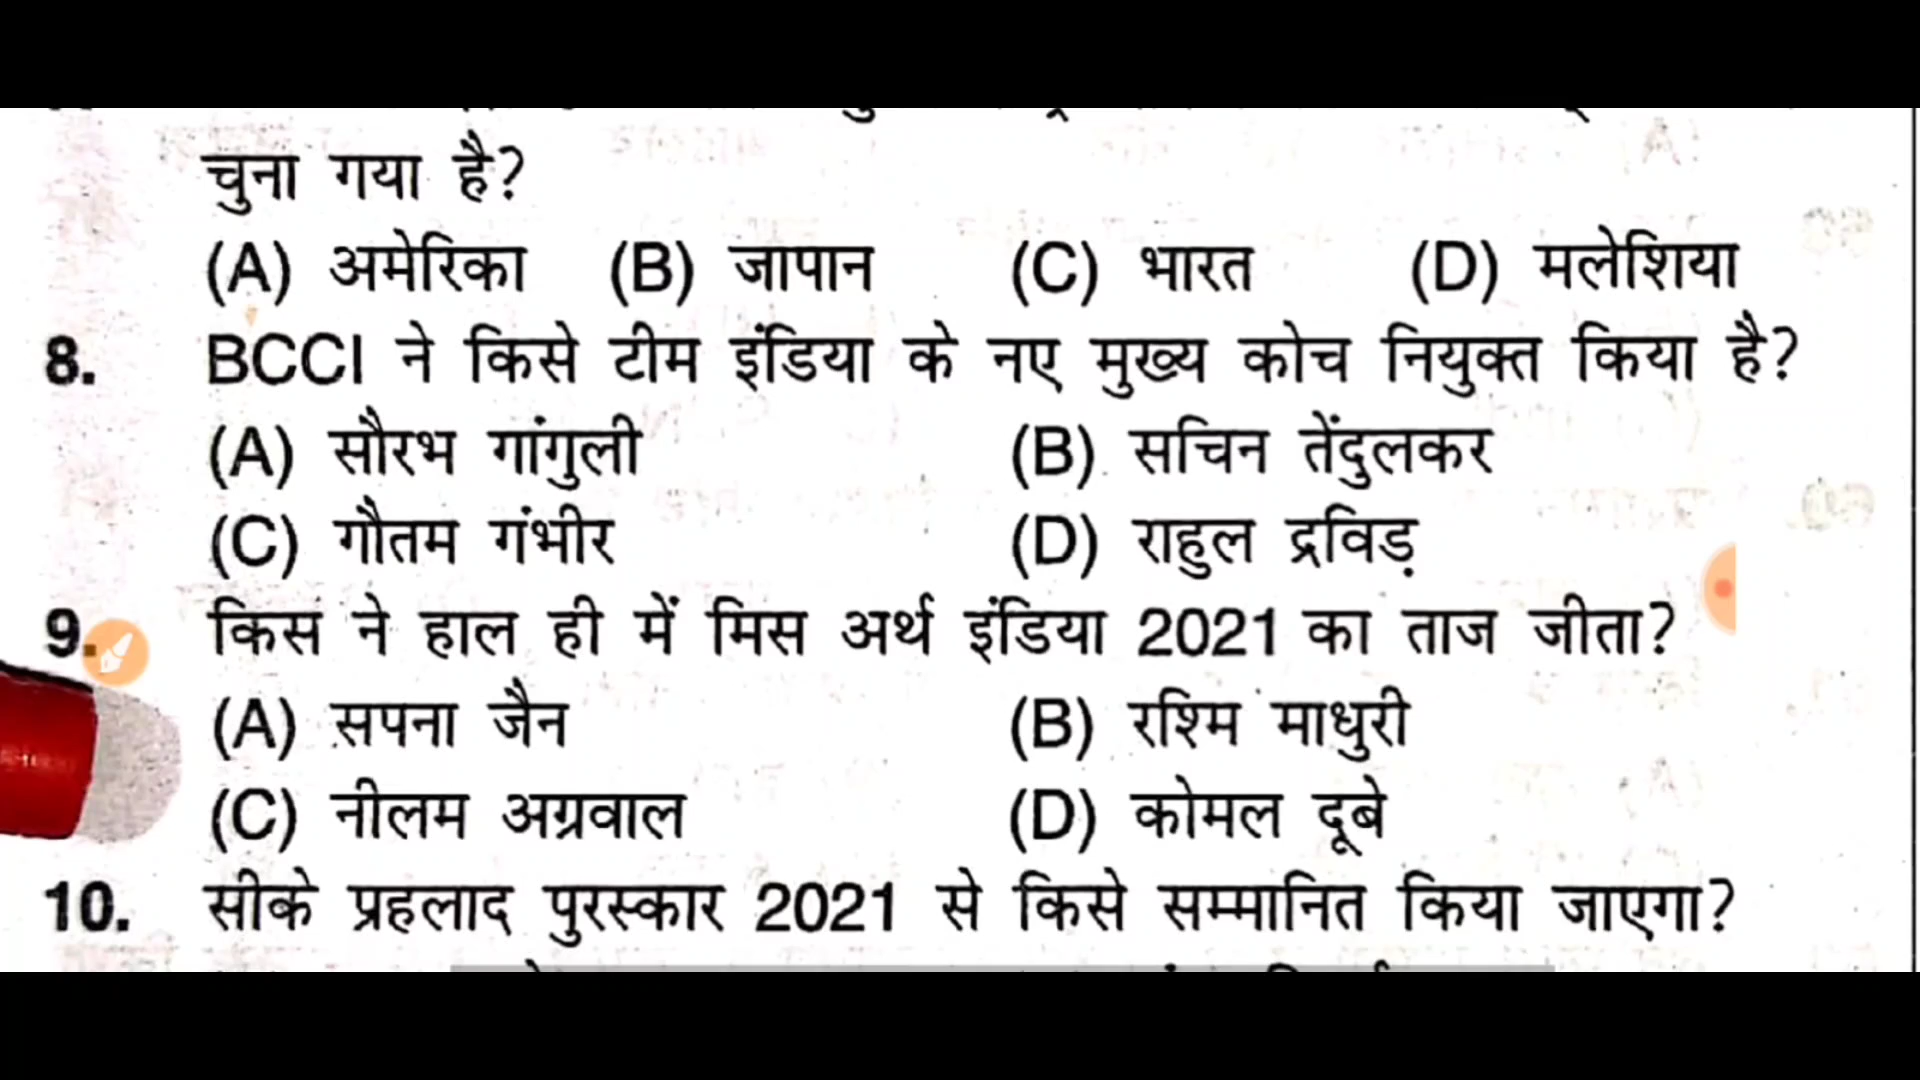 चुना गया है?
(A) अमेरिका (B) जापान (C) भारत (D) मलेशिया
8. BCCI ने किसे टीम इंडिया के नए मुख्य कोच नियुक्त किया है?
(A) सौरभ गांगुली (B) सचिन तेंदुलकर
(C) गौतम गंभीर (D) राहुल द्रविड़
9. किस ने हाल ही में मिस अर्थ इंडिया 2021 का ताज जीता?
(A) सपना जैन (B) रश्मि माधुरी
(C) नीलम अग्रवाल (D) कोमल दूबे
10. सीके प्रहलाद पुरस्कार 2021 से किसे सम्मानित किया जाएगा?